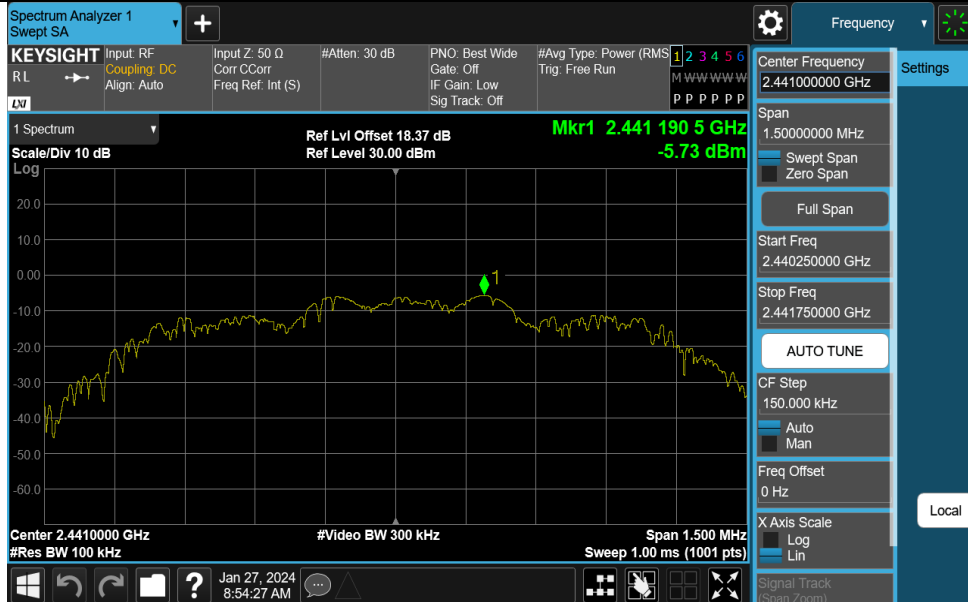 Spectrum Analyzer 1
Swept SA
+
Frequency
KEYSIGHT
R L
LXI
Input: RF
Coupling: DC
Align: Auto
Input Z: 50 Ω
Corr CCorr
Freq Ref: Int (S)
#Atten: 30 dB
PNO: Best Wide
Gate: Off
IF Gain: Low
Sig Track: Off
#Avg Type: Power (RMS
Trig: Free Run
1 2 3 4 5 6
M W W W W W
P P P P P P
Settings
Center Frequency
2.441000000 GHz
Span
1.50000000 MHz
Swept Span
Zero Span
Full Span
Start Freq
2.440250000 GHz
Stop Freq
2.441750000 GHz
AUTO TUNE
CF Step
150.000 kHz
Auto
Man
Freq Offset
0 Hz
X Axis Scale
Log
Lin
Signal Track
(Span Zoom)
Local
1 Spectrum
Scale/Div 10 dB
Log
Ref Lvl Offset 18.37 dB
Ref Level 30.00 dBm
Mkr1 2.441 190 5 GHz
-5.73 dBm
20.0
10.0
0.00
-10.0
-20.0
-30.0
-40.0
-50.0
-60.0
1
Center 2.4410000 GHz
#Res BW 100 kHz
#Video BW 300 kHz
Span 1.500 MHz
Sweep 1.00 ms (1001 pts)
?
Jan 27, 2024
8:54:27 AM